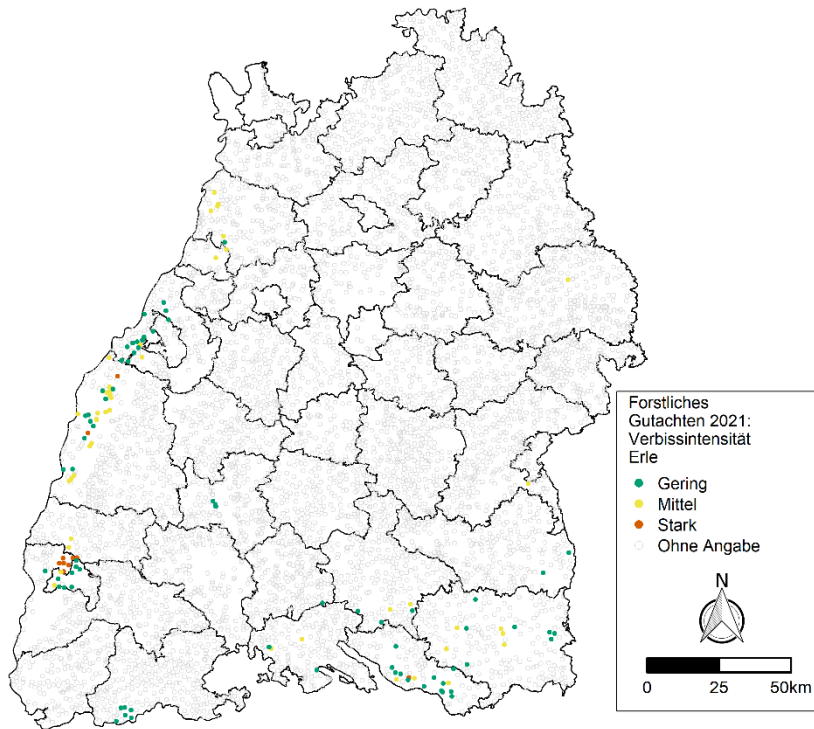 Forstliches
Gutachten 2021:
Verbissintensität
Erle
Gering
Mittel
Stark
Ohne Angabe
N
0 25 50km